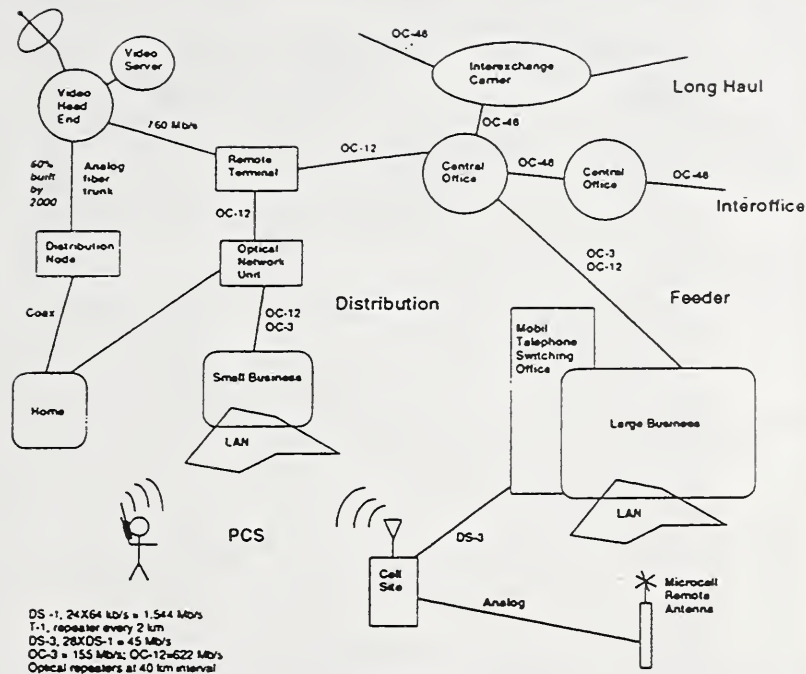 OC-48
Video
Server
Interexchange
Carrier
Long Haul
Video
Head
End
760 Mb/s
OC-48
60%
built
by
2000
Analog
fiber
trunk
Remote
Terminal
OC-12
Central
Office
OC-48
Central
Office
OC-48
Interoffice
OC-12
Distribution
Node
Optical
Network
Unit
OC-3
OC-12
Distribution
Feeder
Coax
OC-12
OC-3
Mobil
Telephone
Switching
Office
Home
Small Business
Large Business
LAN
LAN
PCS
DS-3
Cell
Site
Analog
Microcell
Remote
Antenna
DS -1, 24X64 kb/s = 1.544 Mb/s
T-1, repeater every 2 km
DS-3, 28XDS-1 = 45 Mb/s
OC-3 = 155 Mb/s; OC-12=622 Mb/s
Optical repeaters at 40 km interval